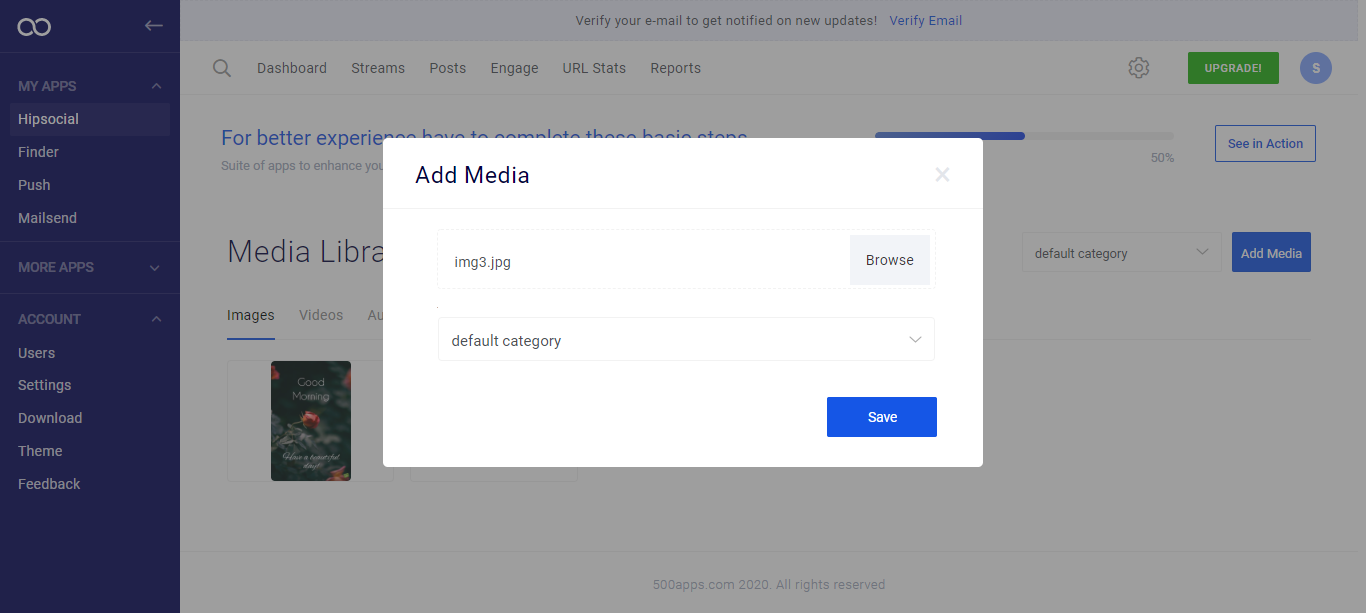 Verify your e-mail to get notified on new updates! Verify Email
Dashboard Streams Posts Engage URL Stats Reports UPGRADE! S
MY APPS
Hipsocial
Finder
Push
Mailsend
MORE APPS
ACCOUNT
Users
Settings
Download
Theme
Feedback
For better experience have to complete these basic steps
Suite of apps to enhance you
50%
See in Action
Media Libra
default category
Add Media
Images Videos Au
Good
Morning
Have a beautiful
day!
Add Media
img3.jpg
Browse
default category
Save
500apps.com 2020. All rights reserved